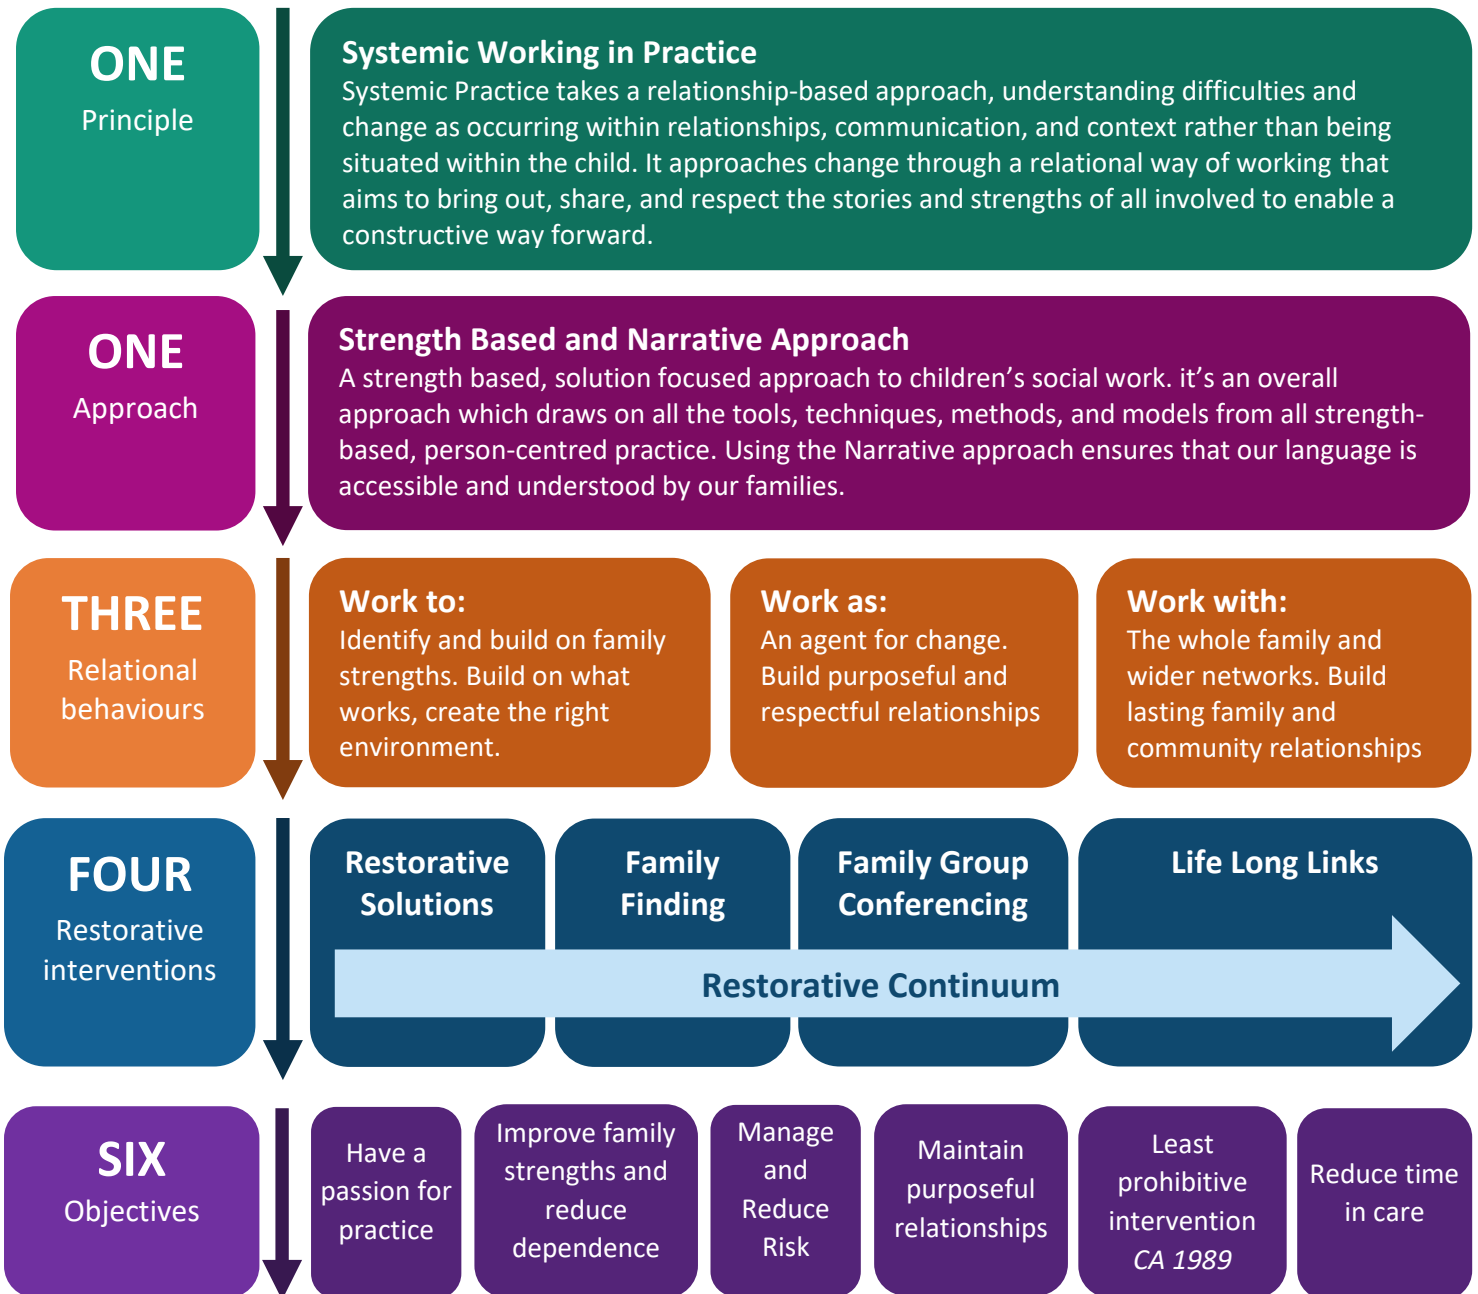 ONE
Principle
Systemic Working in Practice
Systemic Practice takes a relationship-based approach, understanding difficulties and
change as occurring within relationships, communication, and context rather than being
situated within the child. It approaches change through a relational way of working that
aims to bring out, share, and respect the stories and strengths of all involved to enable a
constructive way forward.
ONE
Approach
Strength Based and Narrative Approach
A strength based, solution focused approach to children’s social work. it’s an overall
approach which draws on all the tools, techniques, methods, and models from all strength-
based, person-centred practice. Using the Narrative approach ensures that our language is
accessible and understood by our families.
THREE
Relational
behaviours
Work to:
Identify and build on family
strengths. Build on what
works, create the right
environment.
Work as:
An agent for change.
Build purposeful and
respectful relationships
Work with:
The whole family and
wider networks. Build
lasting family and
community relationships
FOUR
Restorative
interventions
Restorative
Solutions
Family
Finding
Family Group
Conferencing
Life Long Links
Restorative Continuum
SIX
Objectives
Have a
passion for
practice
Improve family
strengths and
reduce
dependence
Manage
and
Reduce
Risk
Maintain
purposeful
relationships
Least
prohibitive
intervention
CA 1989
Reduce time
in care